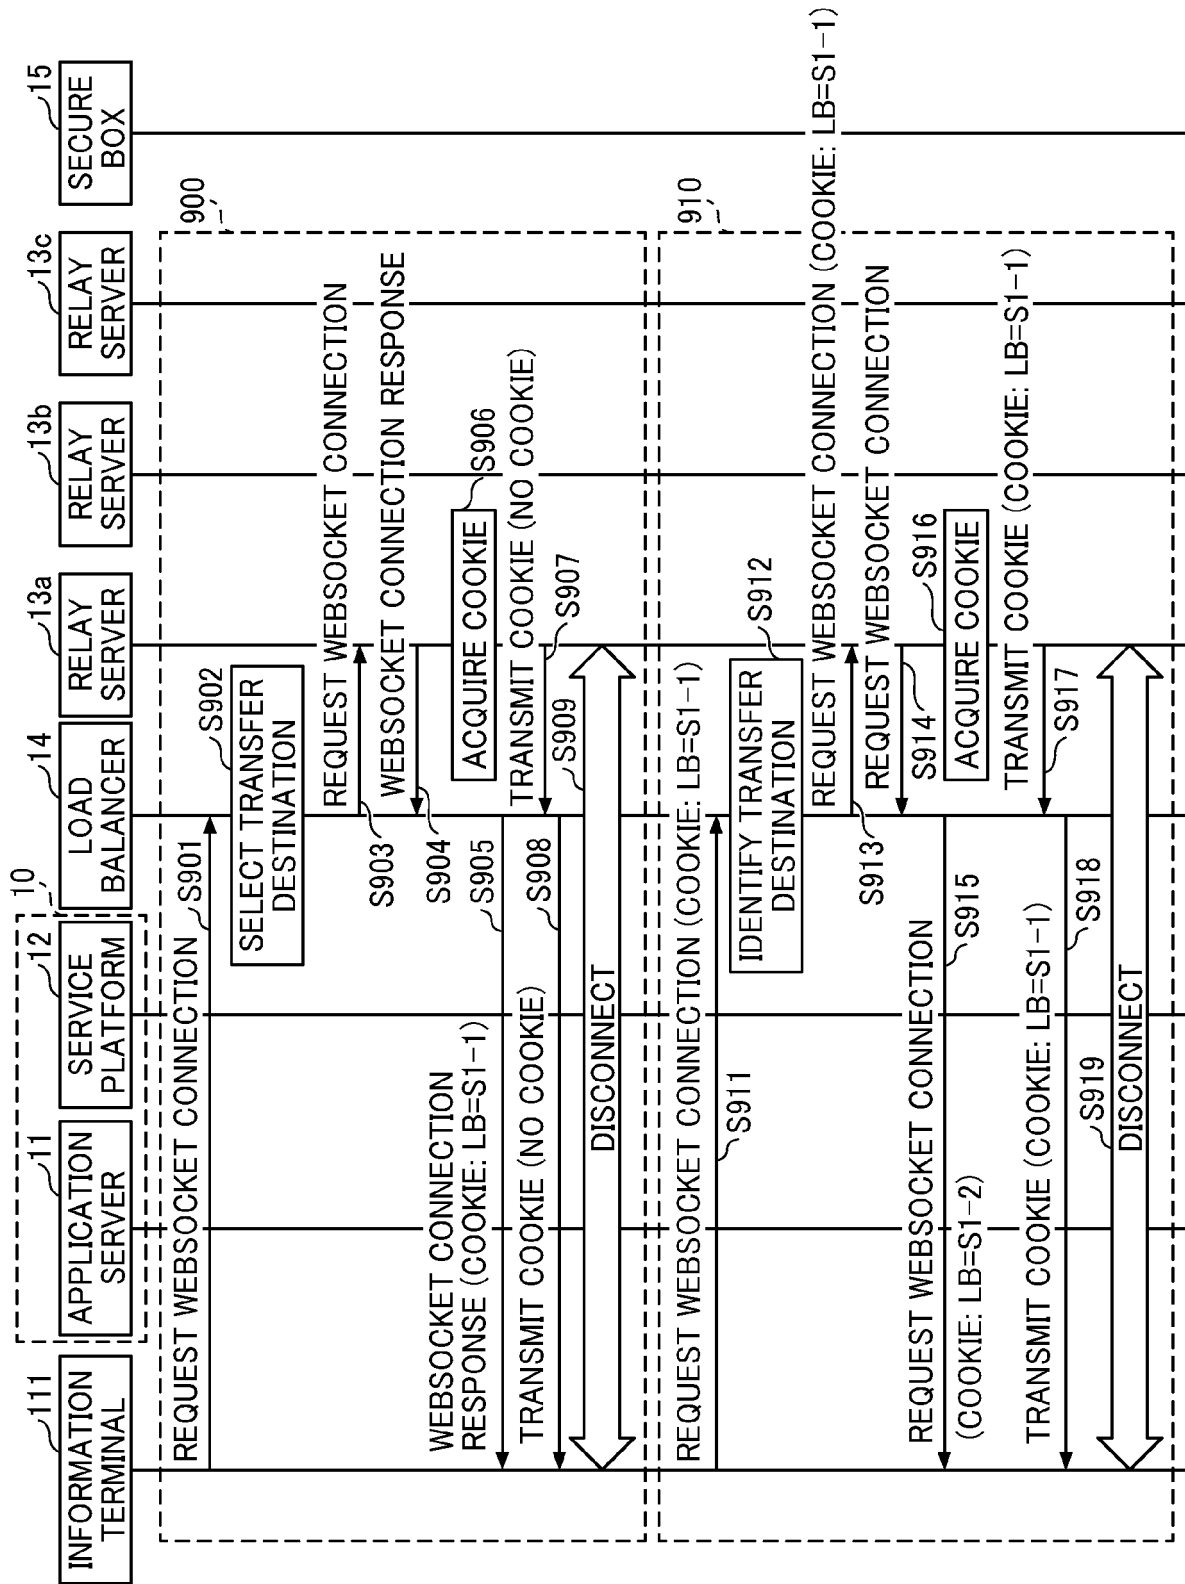 111
INFORMATION
TERMINAL
10
11
APPLICATION
SERVER
12
SERVICE
PLATFORM
14
LOAD
BALANCER
13a
RELAY
SERVER
13b
RELAY
SERVER
13c
RELAY
SERVER
15
SECURE
BOX
900
REQUEST WEBSOCKET CONNECTION
S901
SELECT TRANSFER
DESTINATION
S902
REQUEST WEBSOCKET CONNECTION
S903
WEBSOCKET CONNECTION RESPONSE
S904
WEBSOCKET CONNECTION
RESPONSE (COOKIE: LB=S1-1)
S905
ACQUIRE COOKIE
S906
TRANSMIT COOKIE (NO COOKIE)
S907
TRANSMIT COOKIE (NO COOKIE)
S908
S909
DISCONNECT
910
REQUEST WEBSOCKET CONNECTION (COOKIE: LB=S1-1)
S911
IDENTIFY TRANSFER
DESTINATION
S912
REQUEST WEBSOCKET CONNECTION (COOKIE: LB=S1-1)
S913
REQUEST WEBSOCKET CONNECTION
S914
REQUEST WEBSOCKET CONNECTION
(COOKIE: LB=S1-2)
S915
ACQUIRE COOKIE
S916
TRANSMIT COOKIE (COOKIE: LB=S1-1)
S917
TRANSMIT COOKIE (COOKIE: LB=S1-1)
S918
S919
DISCONNECT